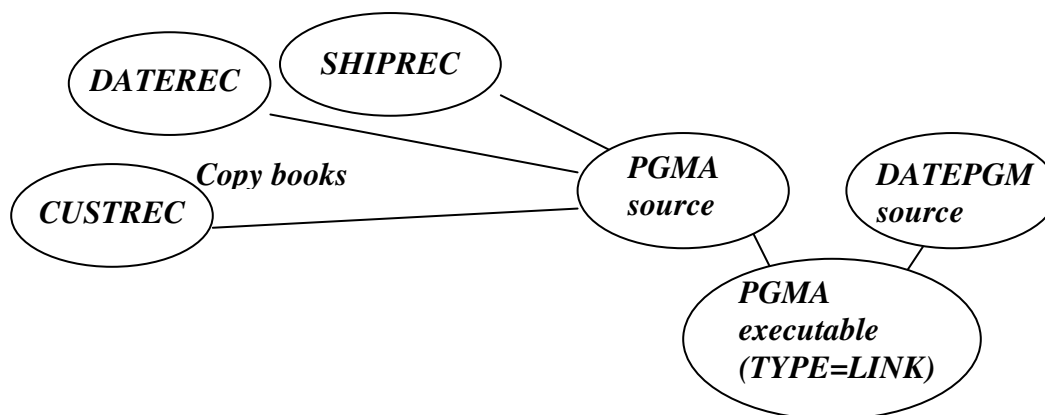 SHIPREC
DATEREC
Copy books
CUSTREC
PGMA
source
DATEPGM
source
PGMA
executable
(TYPE=LINK)